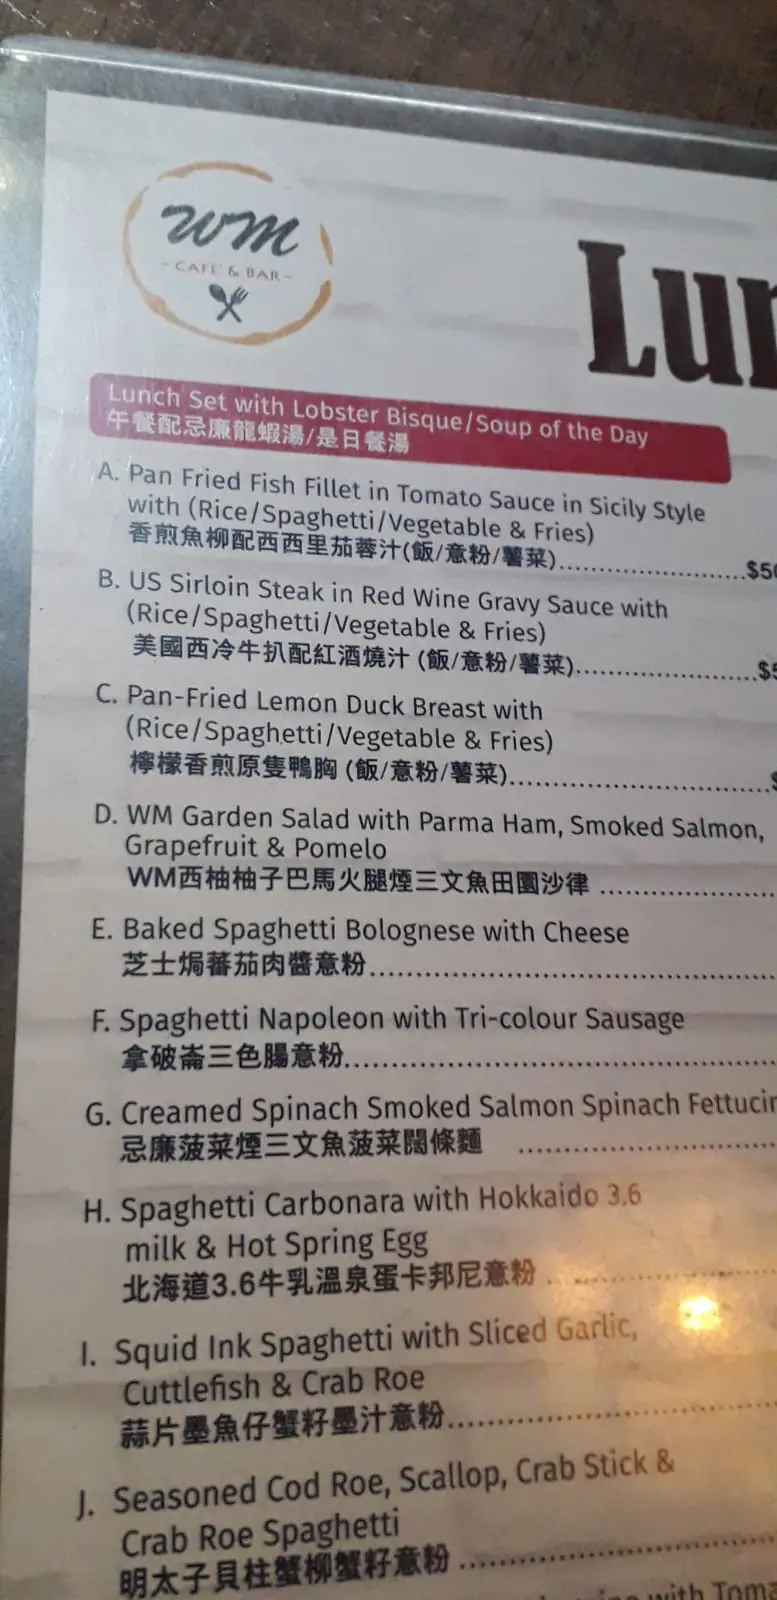 WM
- CAFE & BAR -
Lunch Set with Lobster Bisque/Soup of the Day
午餐配忌廉龍蝦湯/是日餐湯
A. Pan Fried Fish Fillet in Tomato Sauce in Sicily Style
with (Rice/Spaghetti/Vegetable & Fries)
香煎魚柳配西西里茄蓉汁(飯/意粉/薯菜)
B. US Sirloin Steak in Red Wine Gravy Sauce with
(Rice/Spaghetti/Vegetable & Fries)
美國西冷牛扒配紅酒燒汁 (飯/意粉/薯菜)
C. Pan-Fried Lemon Duck Breast with
(Rice/Spaghetti/Vegetable & Fries)
檸檬香煎原隻鴨胸 (飯/意粉/薯菜)
D. WM Garden Salad with Parma Ham, Smoked Salmon,
Grapefruit & Pomelo
WM西柚柚子巴馬火腿煙三文魚田園沙律
E. Baked Spaghetti Bolognese with Cheese
芝士焗蕃茄肉醬意粉
F. Spaghetti Napoleon with Tri-colour Sausage
拿破崙三色腸意粉
G. Creamed Spinach Smoked Salmon Spinach
忌廉菠菜煙三文魚菠菜闊條麵
H. Spaghetti Carbonara with Hokkaido 3.6
milk & Hot Spring Egg
北海道3.6牛乳溫泉蛋卡邦尼意粉
I. Squid Ink Spaghetti with Sliced Garlic,
Cuttlefish & Crab Roe
蒜片墨魚仔蟹籽墨汁意粉
J. Seasoned Cod Roe, Scallop, Crab Stick &
Crab Roe Spaghetti
明太子貝柱蟹柳蟹籽意粉
with